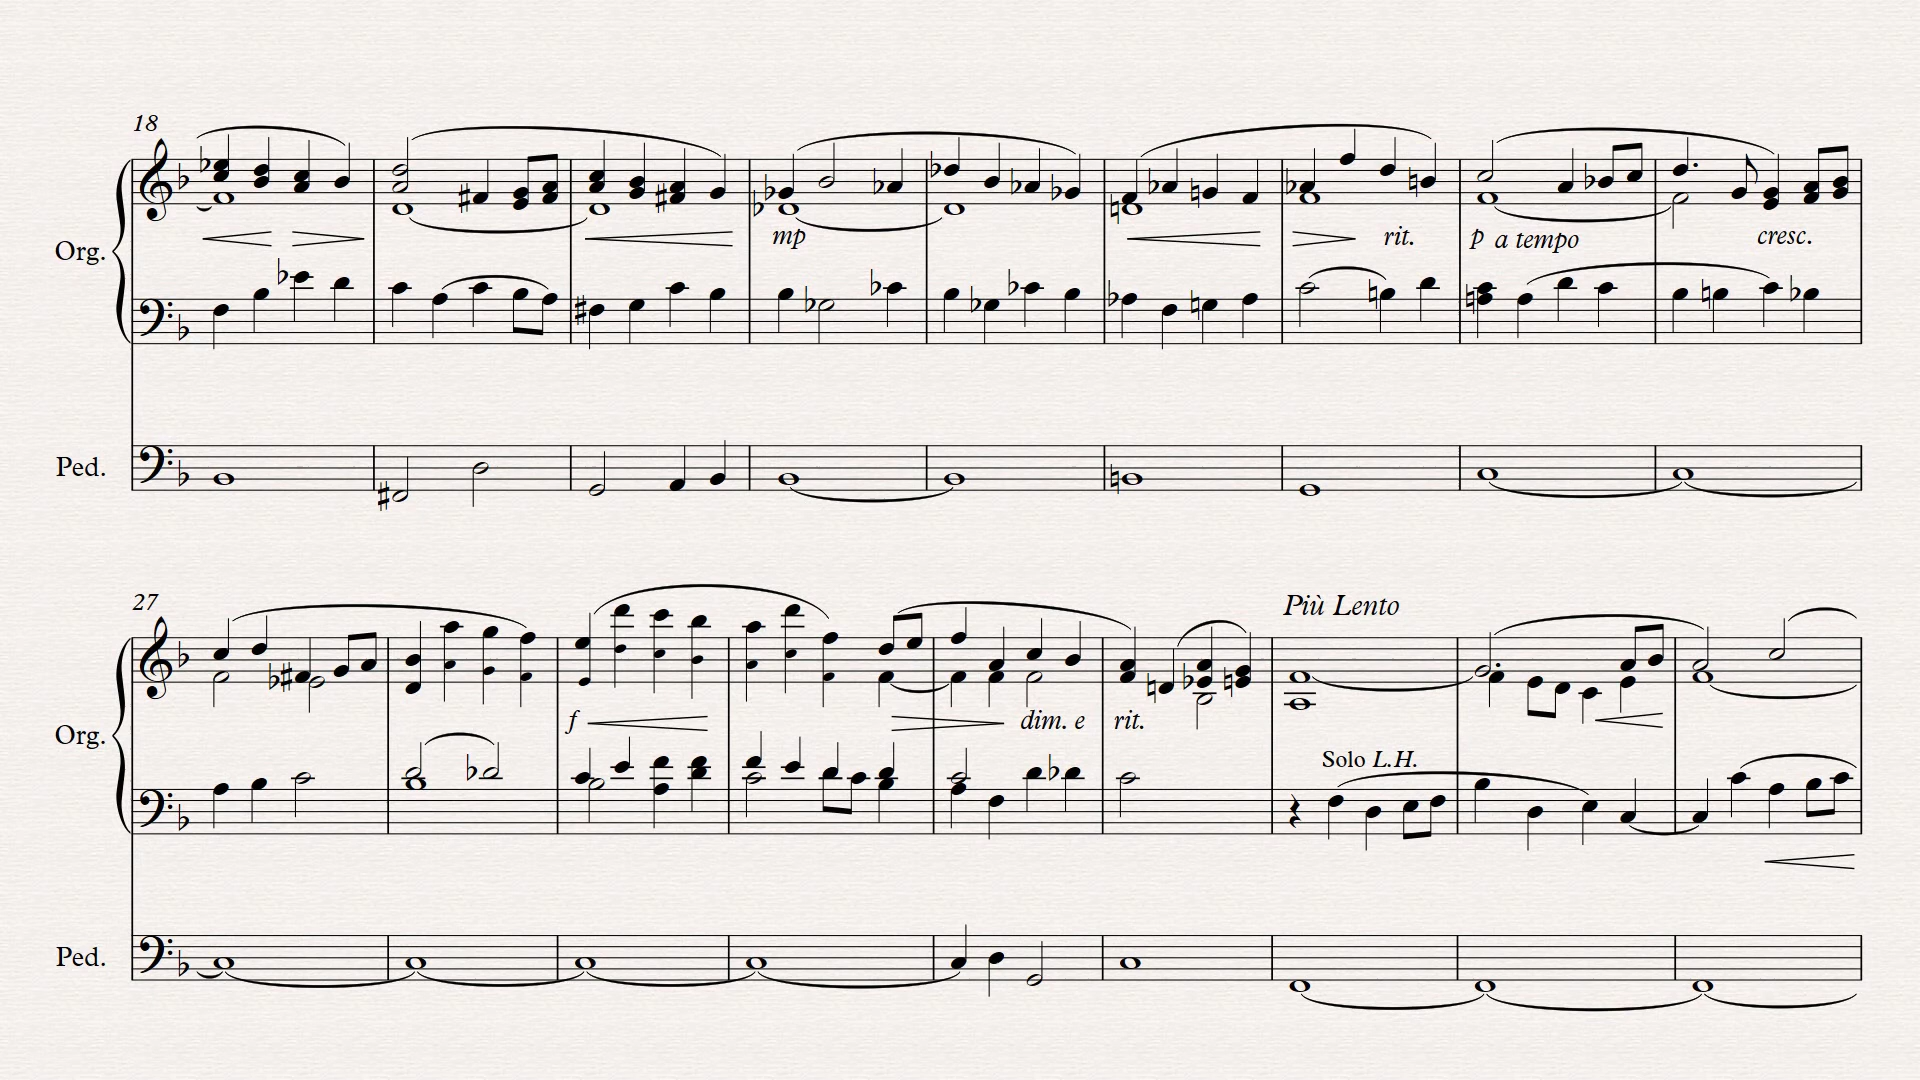 18
Org.
mp
rit.
p a tempo
cresc.
Ped.
27
Più Lento
Org.
f
dim. e
rit.
Solo L.H.
Ped.